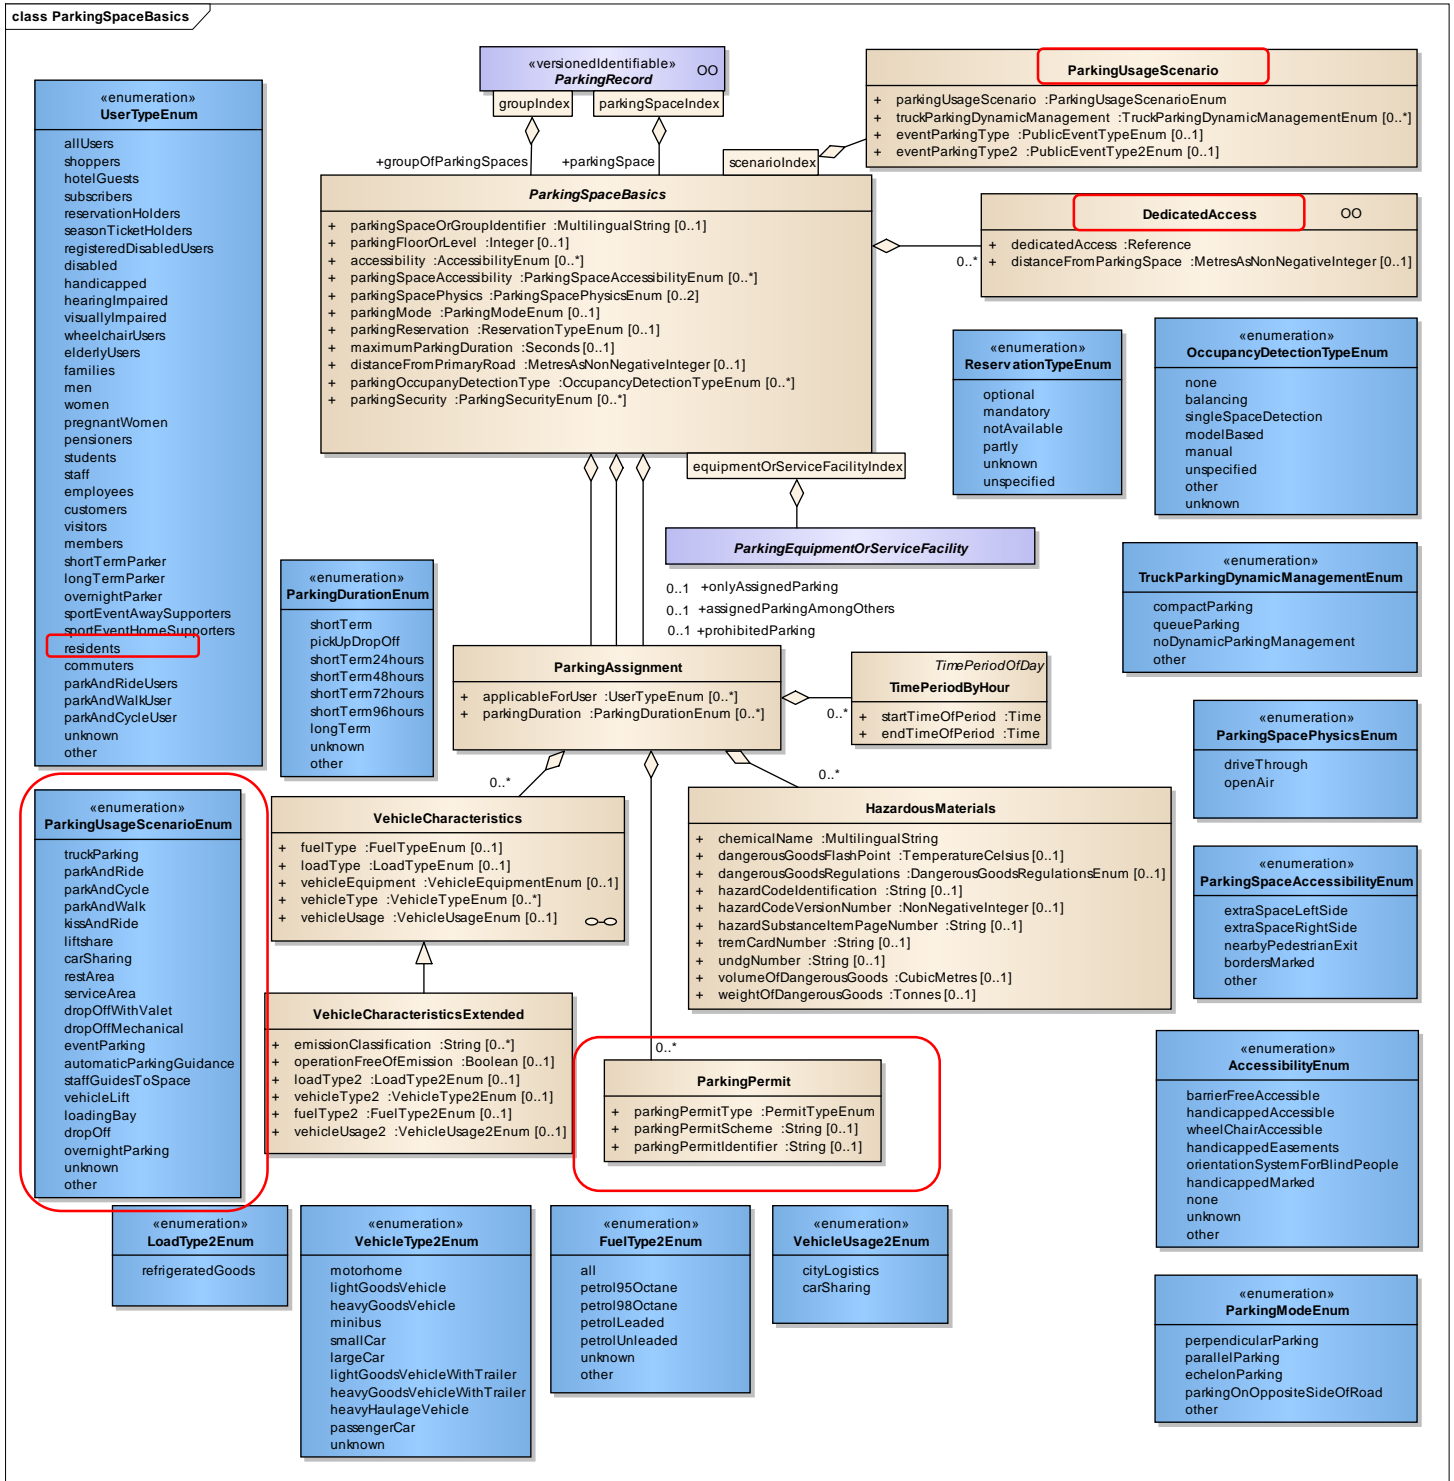 class ParkingSpaceBasics
«enumeration»
UserTypeEnum
allUsers
shoppers
hotelGuests
subscribers
reservationHolders
seasonTicketHolders
registeredDisabledUsers
disabled
handicapped
hearingImpaired
visuallyImpaired
wheelchairUsers
elderlyUsers
families
men
women
pregnantWomen
pensioners
students
staff
employees
customers
visitors
members
shortTermParker
longTermParker
overnightParker
sportEventAwaySupporters
sportEventHomeSupporters
residents
commuters
parkAndRideUsers
parkAndWalkUser
parkAndCycleUser
unknown
other
«versionedIdentifiable»
ParkingRecord
groupIndex
parkingSpaceIndex
+groupOfParkingSpaces
+parkingSpace
scenarioIndex
ParkingUsageScenario
+ parkingUsageScenario :ParkingUsageScenarioEnum
+ truckParkingDynamicManagement :TruckParkingDynamicManagementEnum [0..*]
+ eventParkingType :PublicEventTypeEnum [0..1]
+ eventParkingType2 :PublicEventType2Enum [0..1]
ParkingSpaceBasics
+ parkingSpaceOrGroupIdentifier :MultilingualString [0..1]
+ parkingFloorOrLevel :Integer [0..1]
+ accessibility :AccessibilityEnum [0..*]
+ parkingSpaceAccessibility :ParkingSpaceAccessibilityEnum [0..*]
+ parkingSpacePhysics :ParkingSpacePhysicsEnum [0..2]
+ parkingMode :ParkingModeEnum [0..1]
+ parkingReservation :ReservationTypeEnum [0..1]
+ maximumParkingDuration :Seconds [0..1]
+ distanceFromPrimaryRoad :MetresAsNonNegativeInteger [0..1]
+ parkingOccupanyDetectionType :OccupancyDetectionTypeEnum [0..*]
+ parkingSecurity :ParkingSecurityEnum [0..*]
DedicatedAccess
+ dedicatedAccess :Reference
+ distanceFromParkingSpace :MetresAsNonNegativeInteger [0..1]
0..*
«enumeration»
ReservationTypeEnum
optional
mandatory
notAvailable
partly
unknown
unspecified
«enumeration»
OccupancyDetectionTypeEnum
none
balancing
singleSpaceDetection
modelBased
manual
unspecified
other
unknown
equipmentOrServiceFacilityIndex
ParkingEquipmentOrServiceFacility
0..1 +onlyAssignedParking
0..1 +assignedParkingAmongOthers
0..1 +prohibitedParking
«enumeration»
ParkingDurationEnum
shortTerm
pickUpDropOff
shortTerm24hours
shortTerm48hours
shortTerm72hours
shortTerm96hours
longTerm
unknown
other
ParkingAssignment
+ applicableForUser :UserTypeEnum [0..*]
+ parkingDuration :ParkingDurationEnum [0..*]
0..*
TimePeriodOfDay
TimePeriodByHour
+ startTimeOfPeriod :Time
+ endTimeOfPeriod :Time
«enumeration»
TruckParkingDynamicManagementEnum
compactParking
queueParking
noDynamicParkingManagement
other
«enumeration»
ParkingSpacePhysicsEnum
driveThrough
openAir
«enumeration»
ParkingUsageScenarioEnum
truckParking
parkAndRide
parkAndCycle
parkAndWalk
kissAndRide
liftshare
carSharing
restArea
serviceArea
dropOffWithValet
dropOffMechanical
eventParking
automaticParkingGuidance
staffGuidesToSpace
vehicleLift
loadingBay
dropOff
overnightParking
unknown
other
0..*
VehicleCharacteristics
+ fuelType :FuelTypeEnum [0..1]
+ loadType :LoadTypeEnum [0..1]
+ vehicleEquipment :VehicleEquipmentEnum [0..1]
+ vehicleType :VehicleTypeEnum [0..*]
+ vehicleUsage :VehicleUsageEnum [0..1]
0..*
HazardousMaterials
+ chemicalName :MultilingualString
+ dangerousGoodsFlashPoint :TemperatureCelsius [0..1]
+ dangerousGoodsRegulations :DangerousGoodsRegulationsEnum [0..1]
+ hazardCodeIdentification :String [0..1]
+ hazardCodeVersionNumber :NonNegativeInteger [0..1]
+ hazardSubstanceItemPageNumber :String [0..1]
+ tremCardNumber :String [0..1]
+ undgNumber :String [0..1]
+ volumeOfDangerousGoods :CubicMetres [0..1]
+ weightOfDangerousGoods :Tonnes [0..1]
«enumeration»
ParkingSpaceAccessibilityEnum
extraSpaceLeftSide
extraSpaceRightSide
nearbyPedestrianExit
bordersMarked
other
VehicleCharacteristicsExtended
+ emissionClassification :String [0..*]
+ operationFreeOfEmission :Boolean [0..1]
+ loadType2 :LoadType2Enum [0..1]
+ vehicleType2 :VehicleType2Enum [0..1]
+ fuelType2 :FuelType2Enum [0..1]
+ vehicleUsage2 :VehicleUsage2Enum [0..1]
0..*
ParkingPermit
+ parkingPermitType :PermitTypeEnum
+ parkingPermitScheme :String [0..1]
+ parkingPermitIdentifier :String [0..1]
«enumeration»
AccessibilityEnum
barrierFreeAccessible
handicappedAccessible
wheelChairAccessible
handicappedEasements
orientationSystemForBlindPeople
handicappedMarked
none
unknown
other
«enumeration»
LoadType2Enum
refrigeratedGoods
«enumeration»
VehicleType2Enum
motorhome
lightGoodsVehicle
heavyGoodsVehicle
minibus
smallCar
largeCar
lightGoodsVehicleWithTrailer
heavyGoodsVehicleWithTrailer
heavyHaulageVehicle
passengerCar
unknown
«enumeration»
FuelType2Enum
all
petrol95Octane
petrol98Octane
petrolLeaded
petrolUnleaded
unknown
other
«enumeration»
VehicleUsage2Enum
cityLogistics
carSharing
«enumeration»
ParkingModeEnum
perpendicularParking
parallelParking
echelonParking
parkingOnOppositeSideOfRoad
other